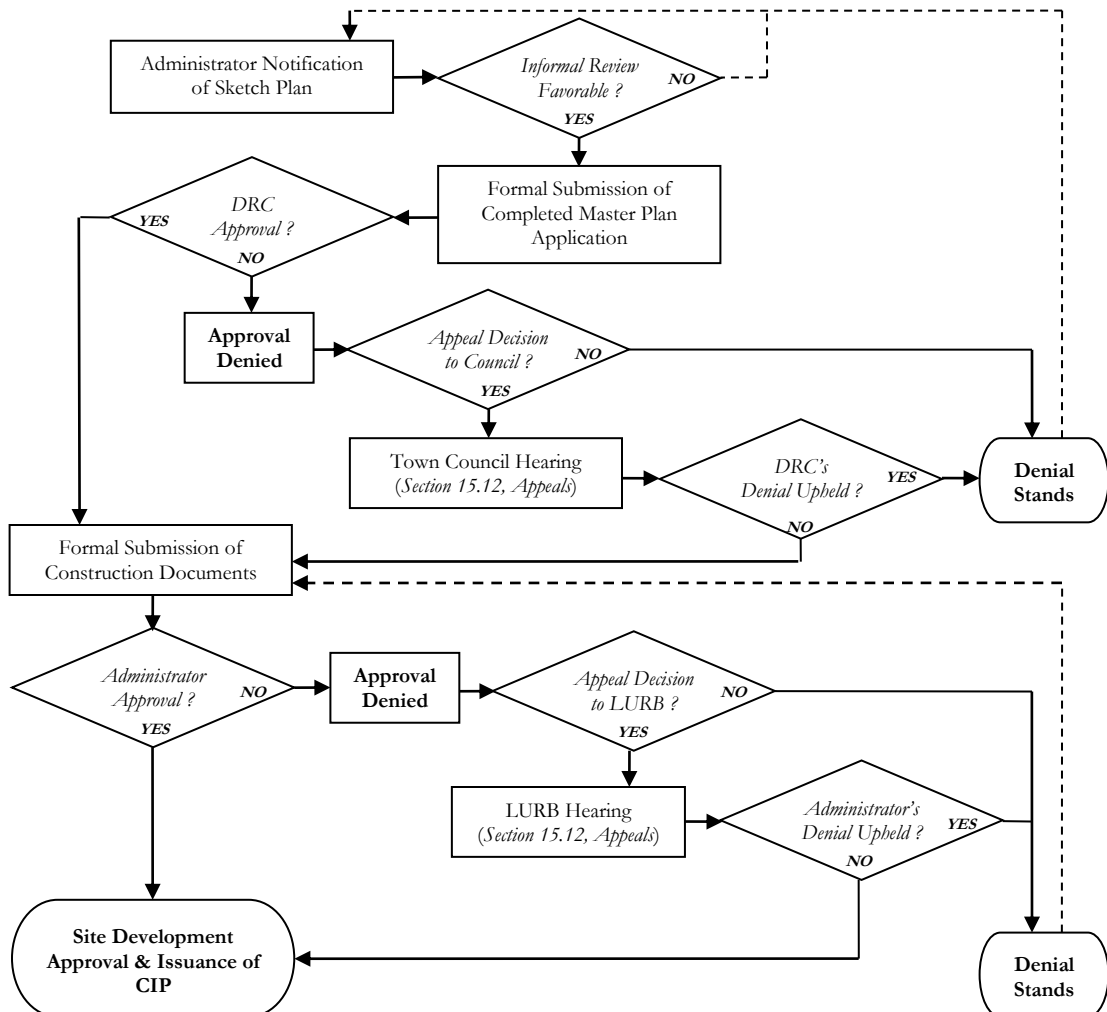 Administrator Notification
of Sketch Plan
Informal Review
Favorable ?
NO
YES
Formal Submission of
Completed Master Plan
Application
DRC
Approval ?
YES
NO
Approval
Denied
Appeal Decision
to Council ?
NO
YES
Town Council Hearing
(Section 15.12, Appeals)
DRC's
Denial Upheld ?
YES
NO
Denial
Stands
Formal Submission of
Construction Documents
Administrator
Approval ?
NO
YES
Approval
Denied
Appeal Decision
to LURB ?
NO
YES
LURB Hearing
(Section 15.12, Appeals)
Administrator's
Denial Upheld ?
YES
NO
Site Development
Approval & Issuance of
CIP
Denial
Stands